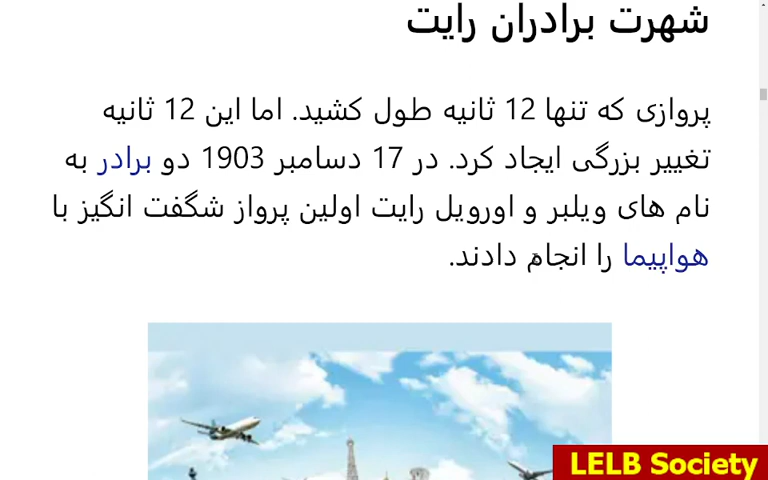 شهرت برادران رایت
پروازی که تنها 12 ثانیه طول کشید. اما این 12 ثانیه
تغییر بزرگی ایجاد کرد. در 17 دسامبر 1903 دو برادر به
نام های ویلبر و اورویل رایت اولین پرواز شگفت انگیز با
هواپیما را انجام دادند.
LELB Society